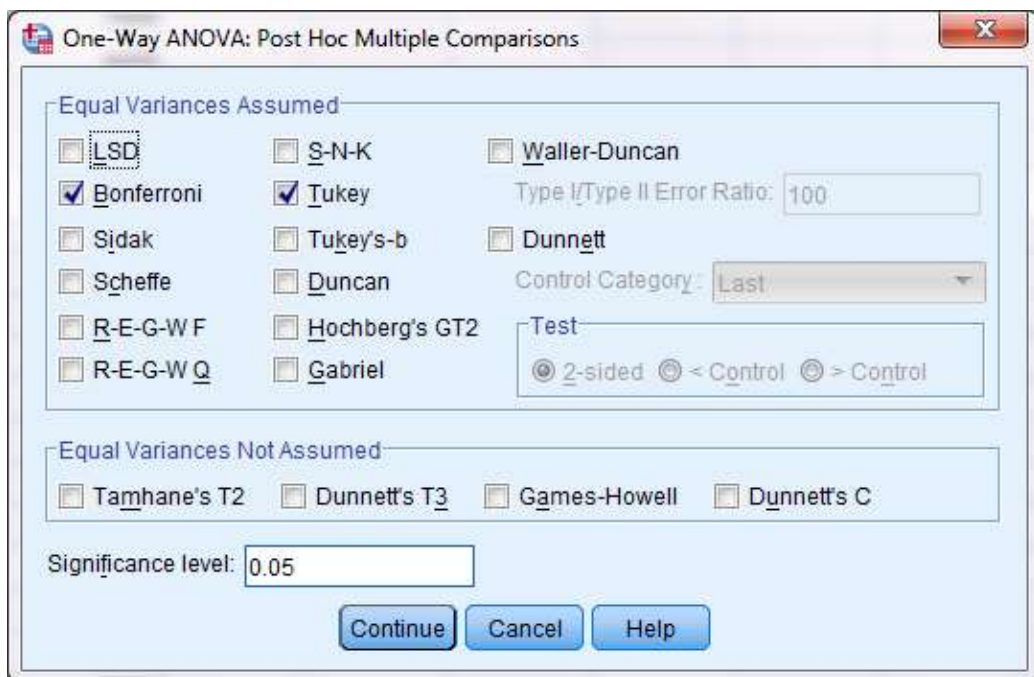 One-Way ANOVA: Post Hoc Multiple Comparisons
Equal Variances Assumed
LSD S-N-K Waller-Duncan
Bonferroni Tukey Type I/Type II Error Ratio: 100
Sidak Tukey's-b Dunnett
Scheffe Duncan Control Category: Last
R-E-G-W F Hochberg's GT2 Test
R-E-G-W Q Gabriel 2-sided < Control > Control
Equal Variances Not Assumed
Tamhane's T2 Dunnett's T3 Games-Howell Dunnett's C
Significance level: 0.05
Continue Cancel Help